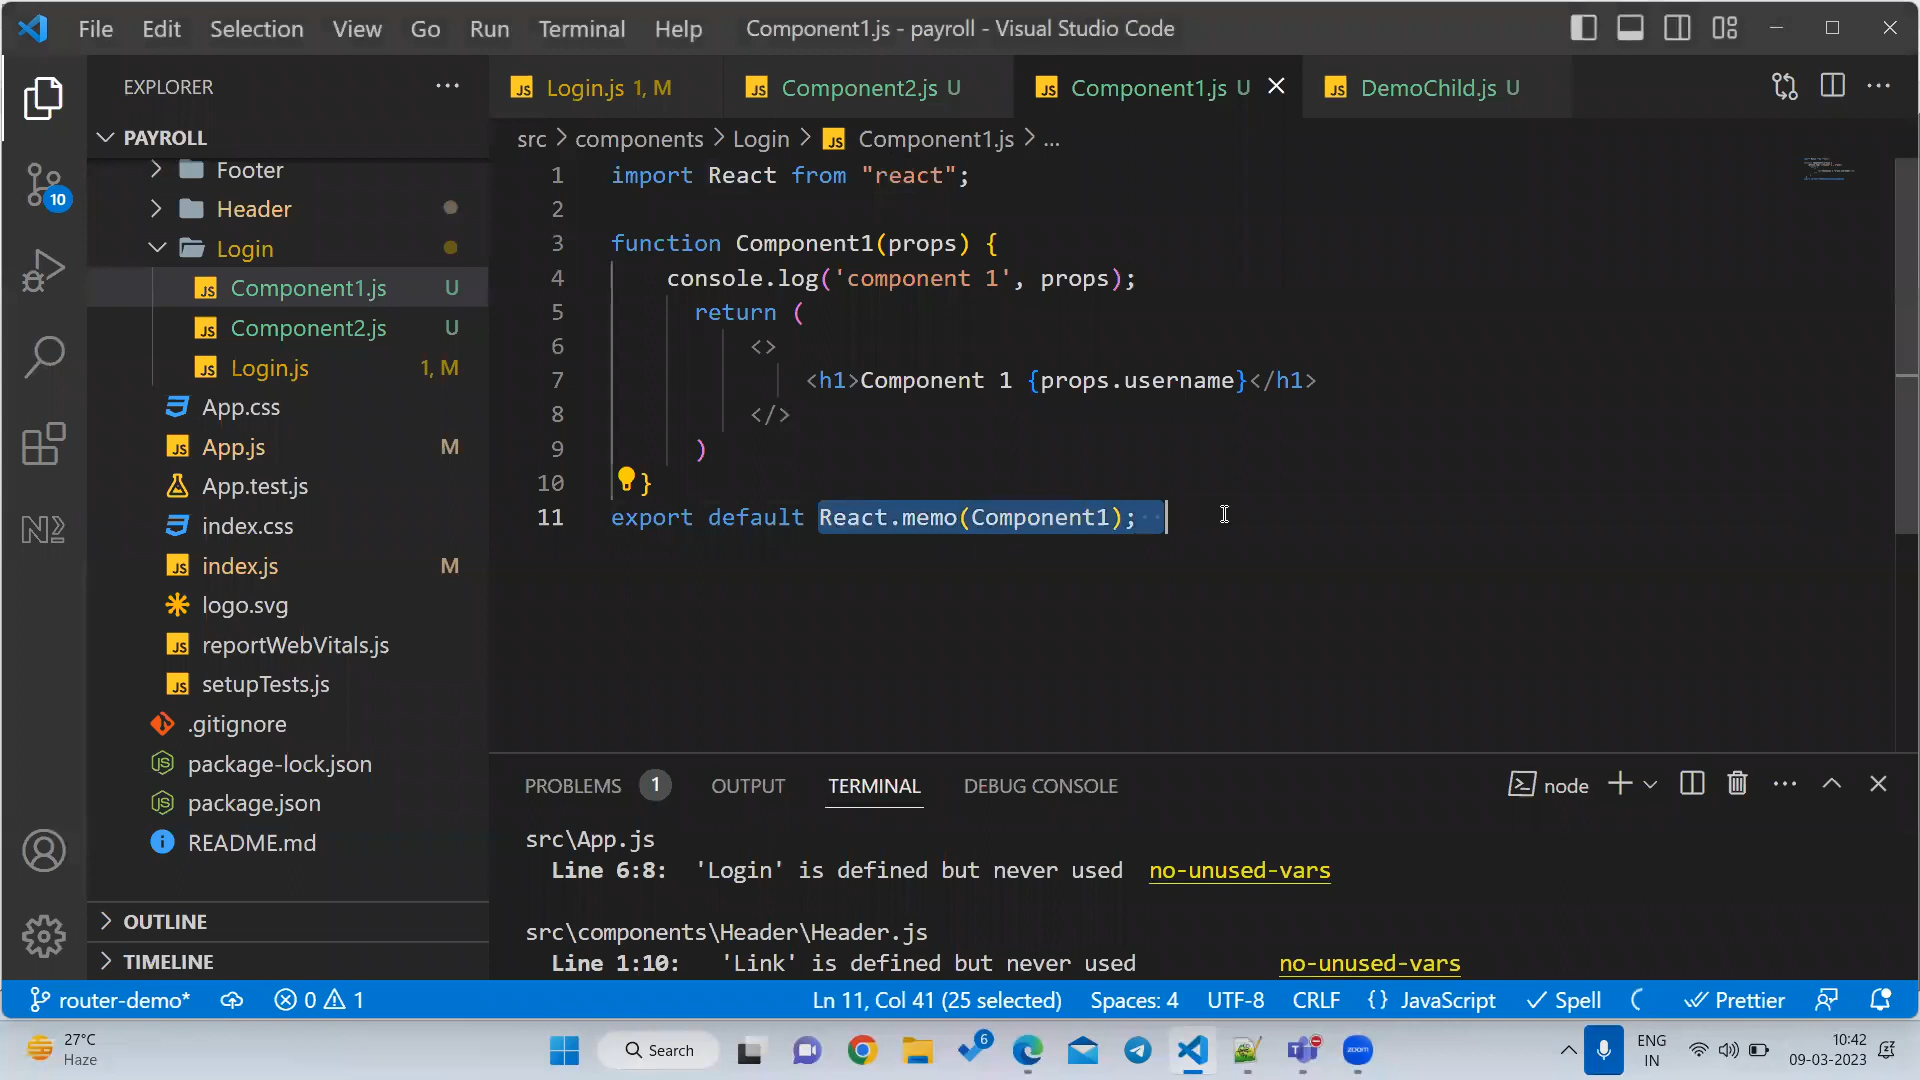 File Edit Selection View Go Run Terminal Help Component1.js - payroll - Visual Studio Code
EXPLORER ...
PAYROLL
Footer
Header
Login
Component1.js U
Component2.js U
Login.js 1, M
App.css
App.js M
App.test.js
index.css
index.js M
logo.svg
reportWebVitals.js
setupTests.js
.gitignore
package-lock.json
package.json
README.md
OUTLINE
TIMELINE
10
Login.js 1, M Component2.js U Component1.js U DemoChild.js U
src > components > Login > Component1.js > ...
1 import React from "react";
2
3 function Component1(props) {
4 console.log('component 1', props);
5 return (
6 <>
7 <h1>Component 1 {props.username}</h1>
8 </>
9 )
10 }
11 export default React.memo(Component1);
PROBLEMS 1 OUTPUT TERMINAL DEBUG CONSOLE node
src\App.js
Line 6:8: 'Login' is defined but never used no-unused-vars
src\components\Header\Header.js
Line 1:10: 'Link' is defined but never used no-unused-vars
router-demo* 0 1 Ln 11, Col 41 (25 selected) Spaces: 4 UTF-8 CRLF {} JavaScript Spell Prettier
27°C
Haze
Search
6
zoom
ENG
IN
10:42
09-03-2023